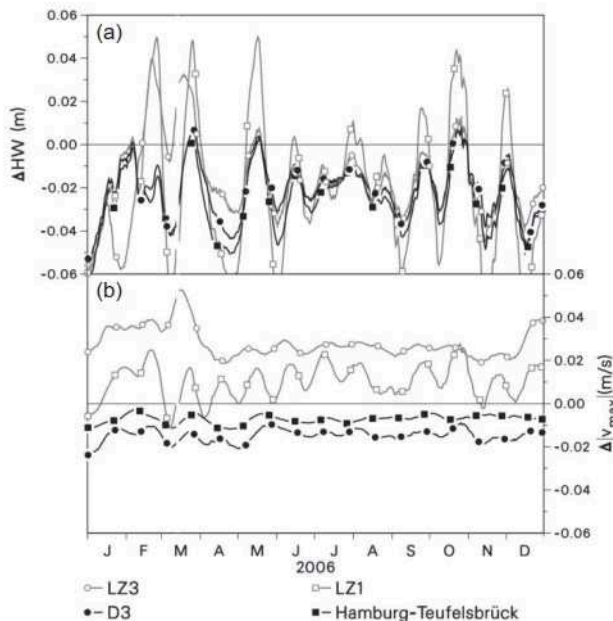 0.06
(a)
0.04
0.02
0.00
-0.02
-0.04
-0.06
ΔHW (m)
(b)
0.06
0.04
0.02
0.00
-0.02
-0.04
-0.06
Δ|vmax|(m/s)
J F M A M J J A S O N D
2006
LZ3 LZ1
D3 Hamburg-Teufelsbrück